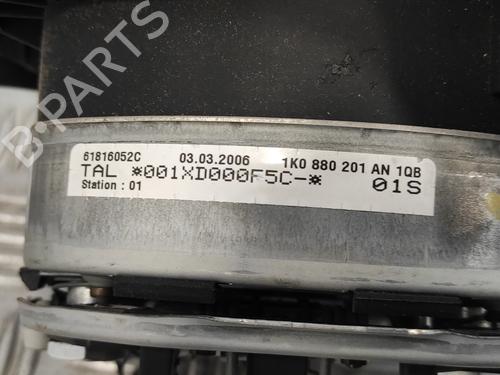 B-PARTS
61816052C 03.03.2006 1K0 880 201 AN 1QB
TAL *001XD000F5C-* 01S
Station : 01